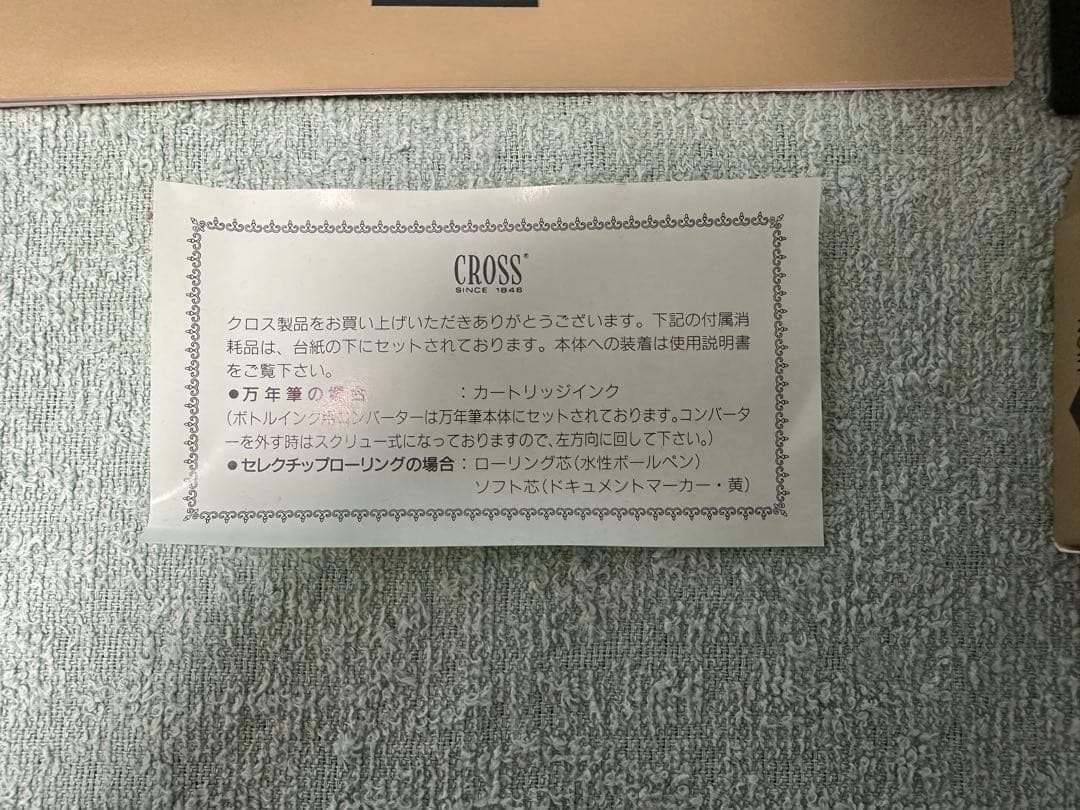 CROSS
SINCE 1846
クロス製品をお買い上げいただきありがとうございます。下記の付属消
耗品は、台紙の下にセットされております。本体への装着は使用説明書
をご覧下さい。
●万年筆の場合　　　　：カートリッジインク
(ボトルインク用コンバーターは万年筆本体にセットされております。コンバータ
ーを外す時はスクリュー式になっておりますので、左方向に回して下さい。)
●セレクチップローリングの場合：ローリング芯(水性ボールペン)
ソフト芯(ドキュメントマーカー・黄)